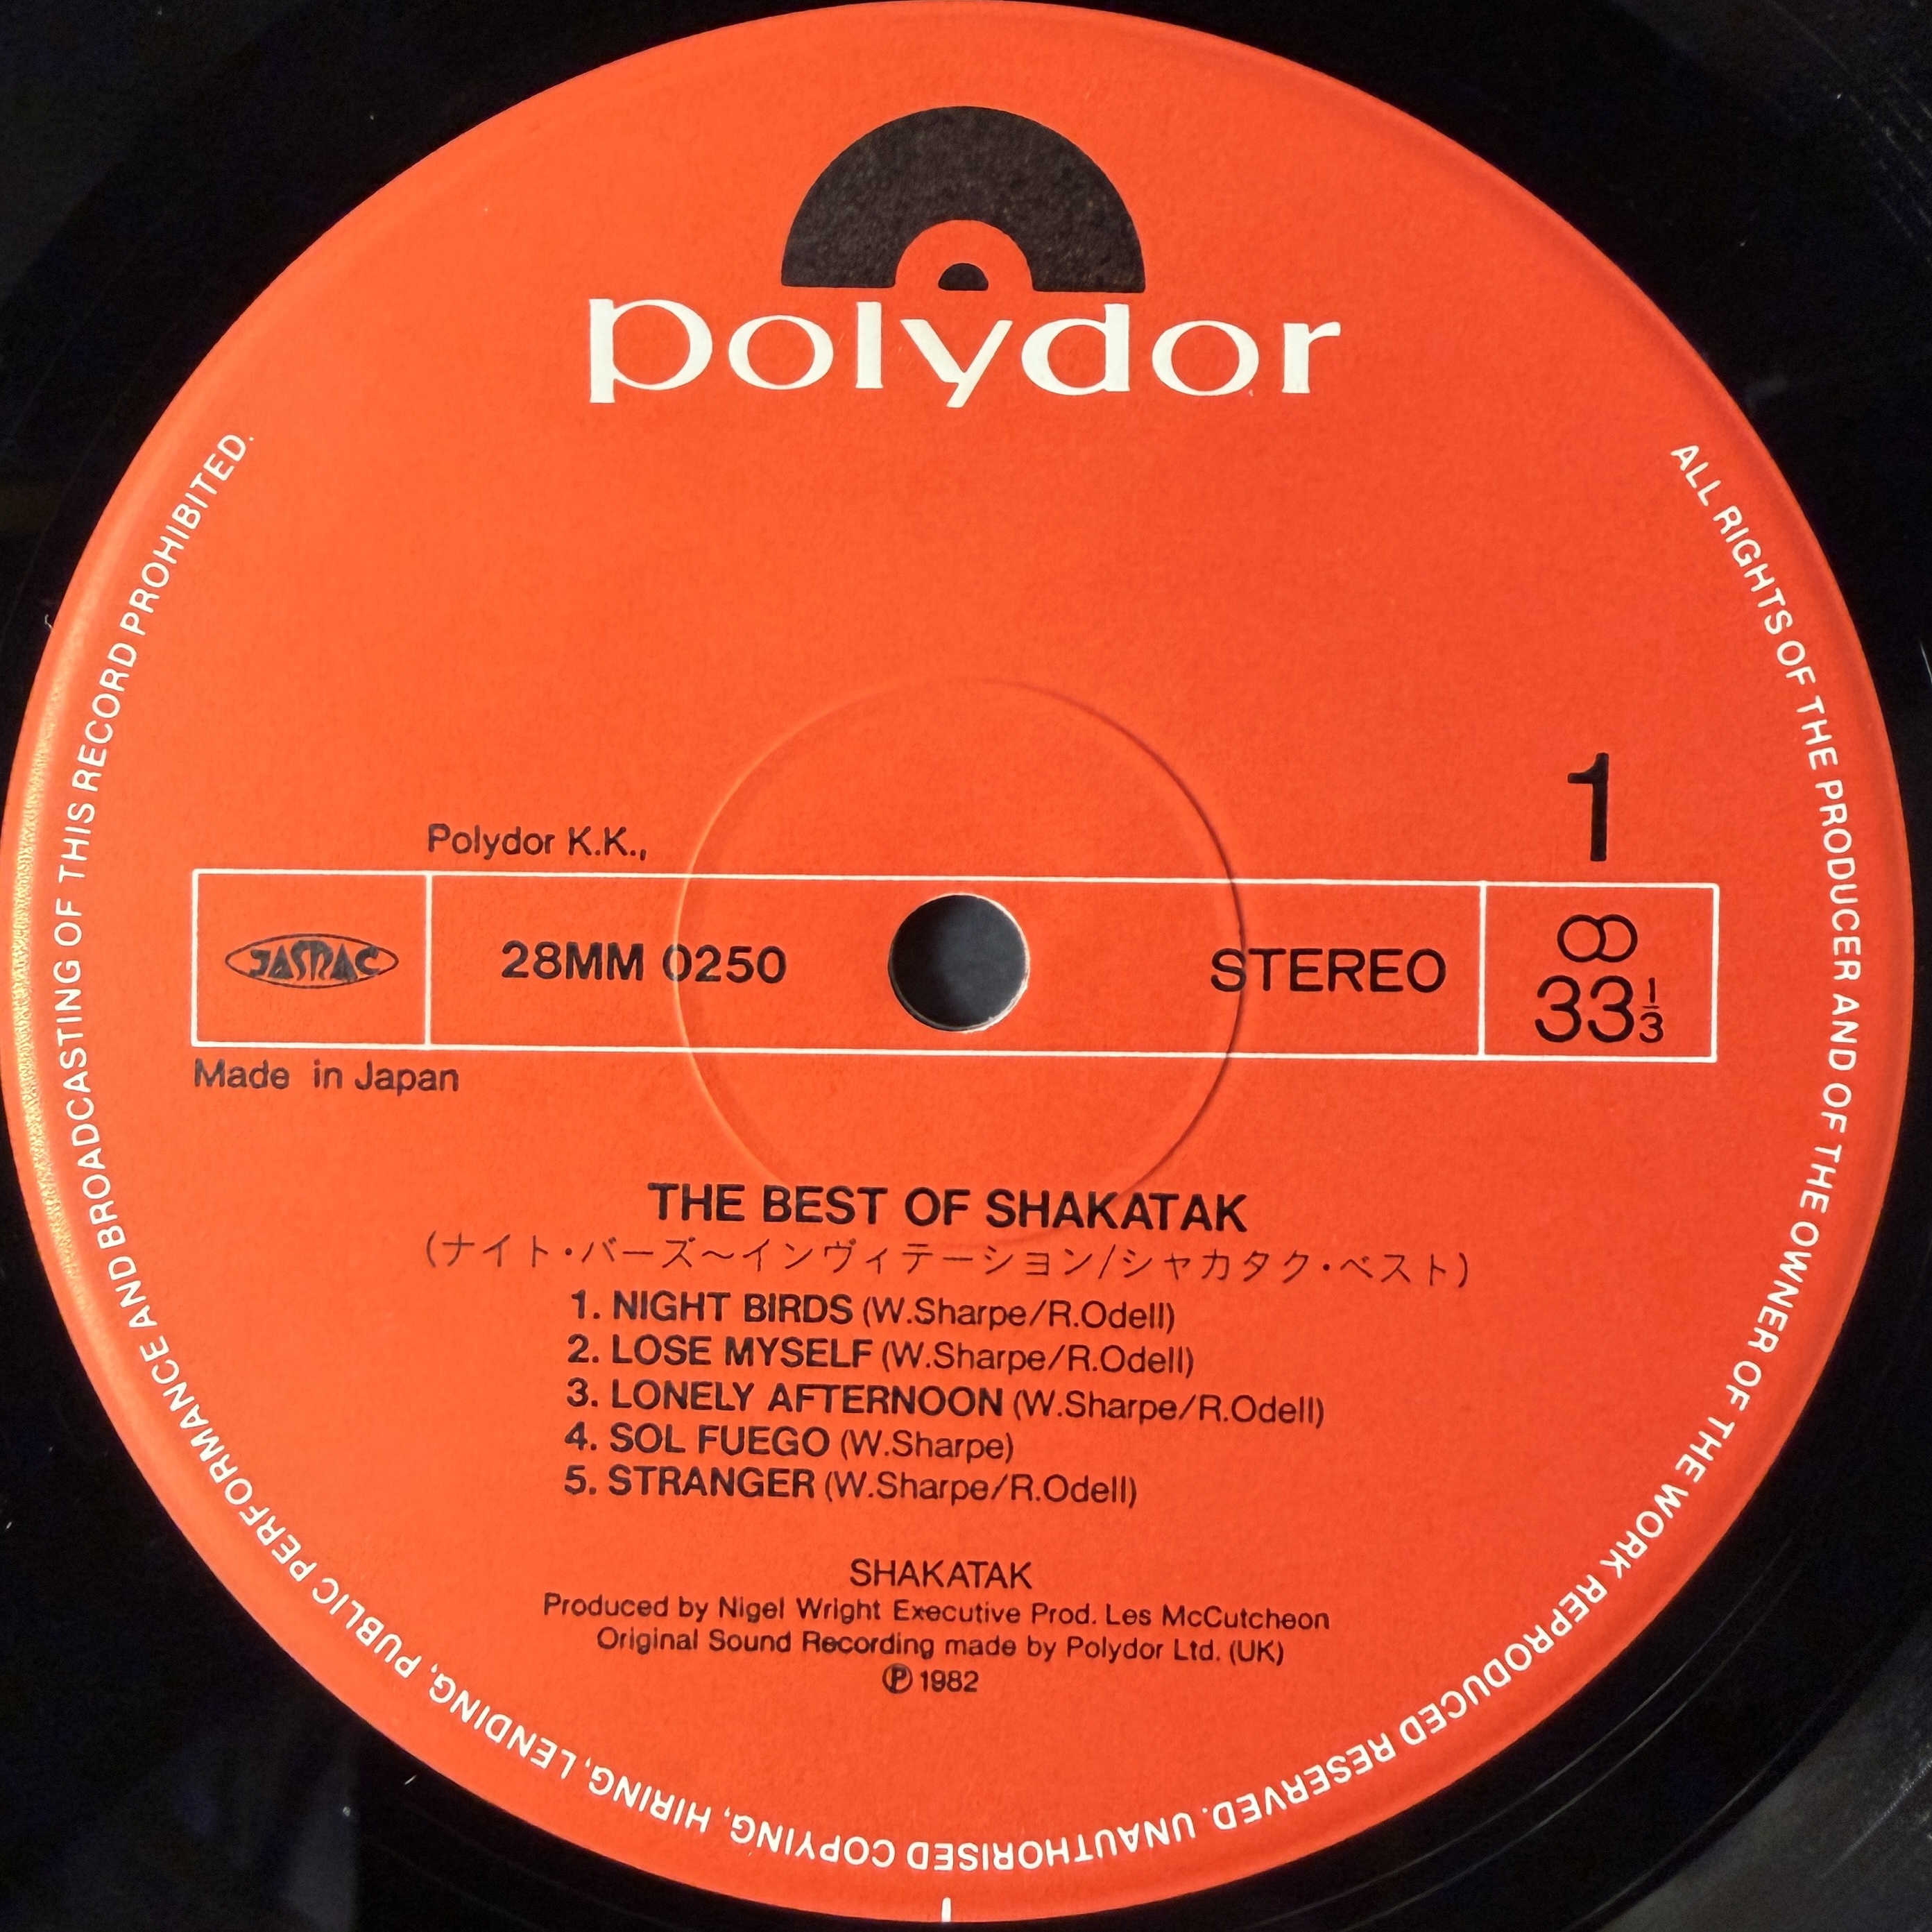 polydor
ALL RIGHTS OF THE PRODUCER AND OF THE OWNER OF THE WORK REPRODUCED RESERVED. UNAUTHORISED COPYING, HIRING, LENDING, PUBLIC PERFORMANCE AND BROADCASTING OF THIS RECORD PROHIBITED.
1
Polydor K.K.,
JASRAC 28MM 0250 STEREO
33⅓
Made in Japan
THE BEST OF SHAKATAK
(ナイト・バーズ〜インヴィテーション/シャカタク・ベスト)
1. NIGHT BIRDS (W.Sharpe/R.Odell)
2. LOSE MYSELF (W.Sharpe/R.Odell)
3. LONELY AFTERNOON (W.Sharpe/R.Odell)
4. SOL FUEGO (W.Sharpe)
5. STRANGER (W.Sharpe/R.Odell)
SHAKATAK
Produced by Nigel Wright Executive Prod. Les McCutcheon
Original Sound Recording made by Polydor Ltd. (UK)
℗ 1982